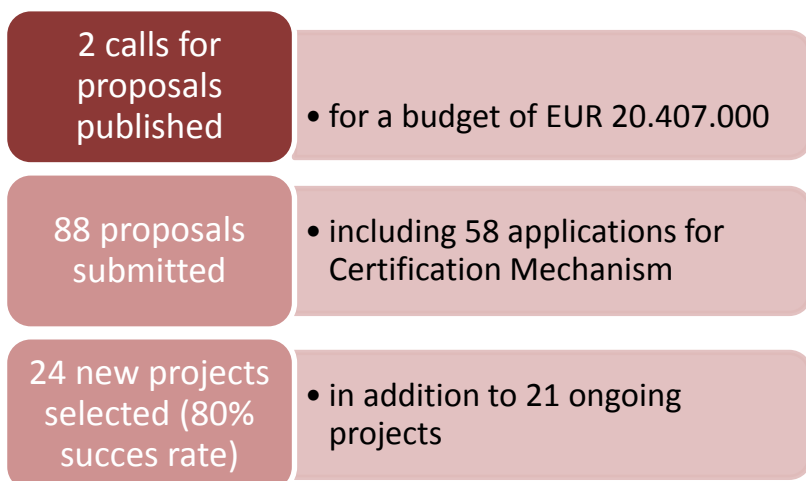 2 calls for
proposals
published
• for a budget of EUR 20.407.000
88 proposals
submitted
• including 58 applications for
Certification Mechanism
24 new projects
selected (80%
succes rate)
• in addition to 21 ongoing
projects